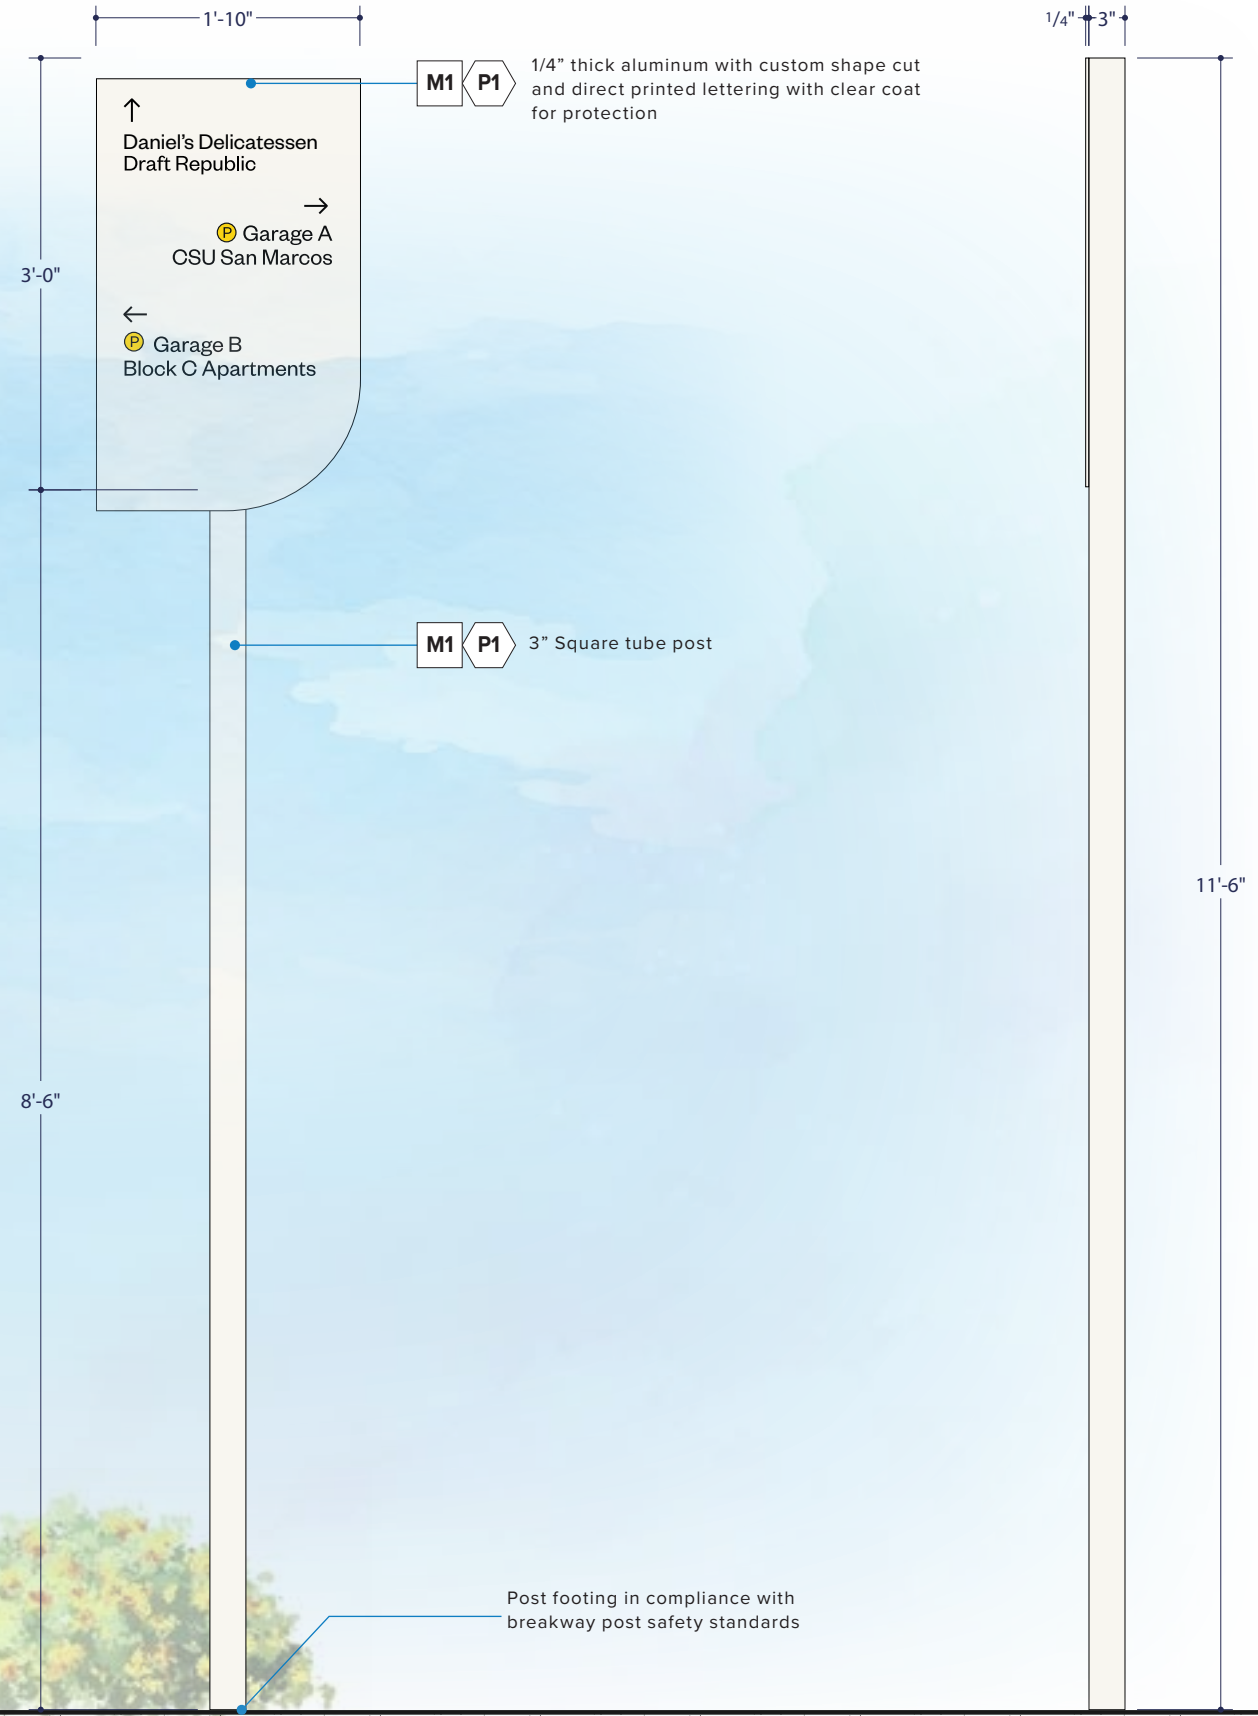 1'-10"
1/4"
3"
M1
P1
1/4” thick aluminum with custom shape cut
and direct printed lettering with clear coat
for protection
↑
Daniel’s Delicatessen
Draft Republic
→
P Garage A
CSU San Marcos
3'-0"
←
P Garage B
Block C Apartments
M1
P1
3” Square tube post
11'-6"
8'-6"
Post footing in compliance with
breakway post safety standards